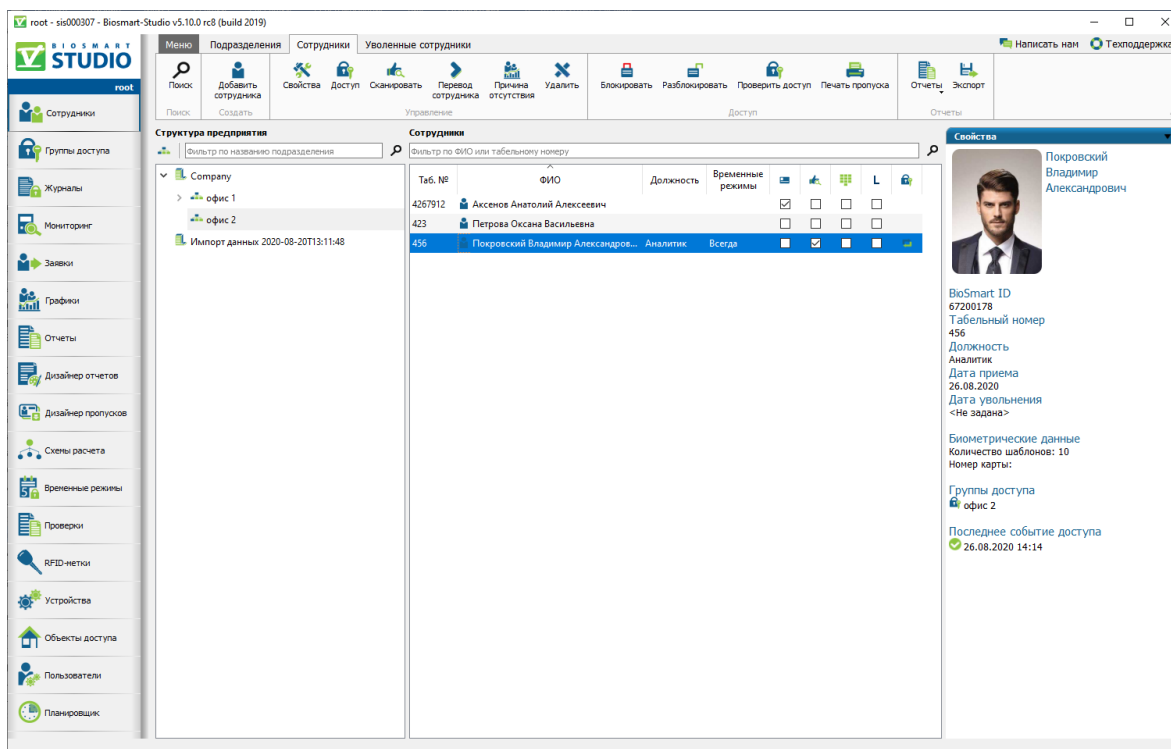 root - sis000307 - Biosmart-Studio v5.10.0 rc8 (build 2019)
BIOSMART
STUDIO
root
Меню Подразделения Сотрудники Уволенные сотрудники
Написать нам Техподдержка
Поиск
Добавить сотрудника
Свойства
Доступ
Сканировать
Перевод сотрудника
Причина отсутствия
Удалить
Блокировать
Разблокировать
Проверить доступ
Печать пропуска
Отчеты
Экспорт
Поиск Создать Управление Доступ Отчеты
Сотрудники
Группы доступа
Журналы
Мониторинг
Заявки
Графики
Отчеты
Дизайнер отчетов
Дизайнер пропусков
Схемы расчета
Временные режимы
Проверки
RFID-метки
Устройства
Объекты доступа
Пользователи
Планировщик
Структура предприятия
Фильтр по названию подразделения
Company
офис 1
офис 2
Импорт данных 2020-08-20T13:11:48
Сотрудники
Фильтр по ФИО или табельному номеру
Таб. № ФИО Должность Временные режимы L
4267912 Аксенов Анатолий Алексеевич
423 Петрова Оксана Васильевна
456 Покровский Владимир Александров... Аналитик Всегда
Свойства
Покровский
Владимир
Александрович
BioSmart ID
67200178
Табельный номер
456
Должность
Аналитик
Дата приема
26.08.2020
Дата увольнения
<Не задана>
Биометрические данные
Количество шаблонов: 10
Номер карты:
Группы доступа
офис 2
Последнее событие доступа
26.08.2020 14:14